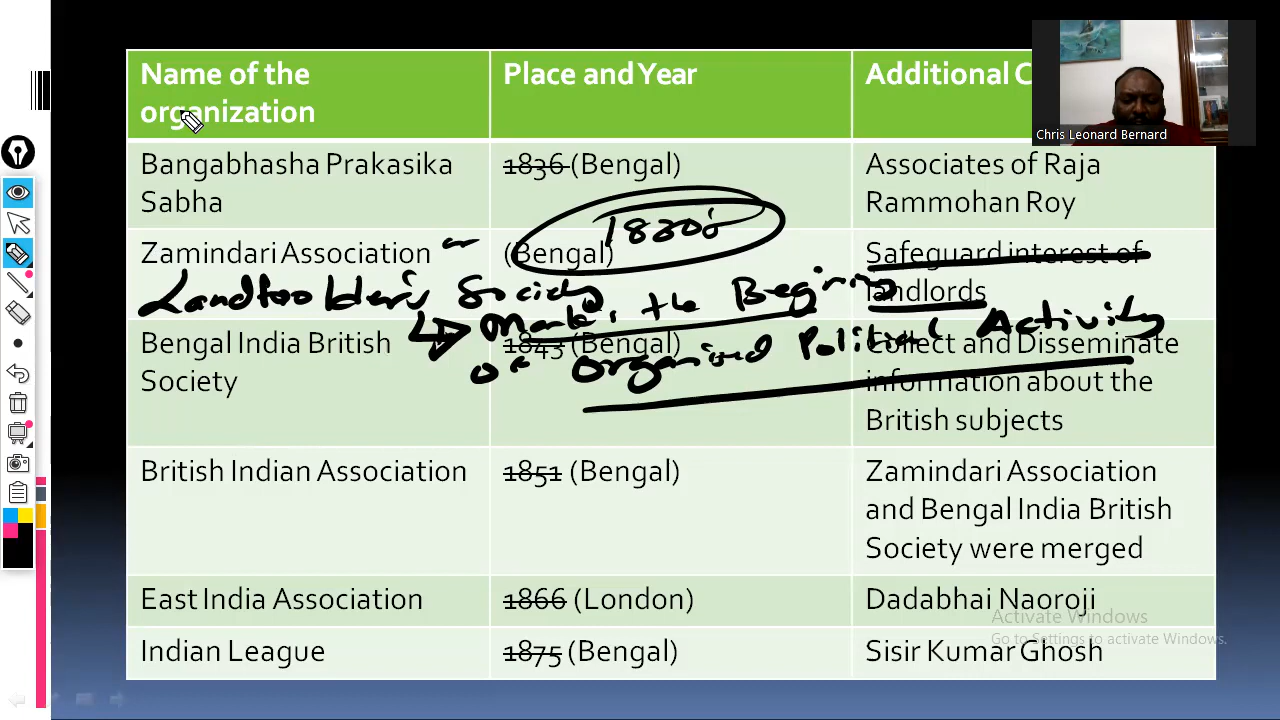 Name of the
organization
Place and Year
Additional C
Chris Leonard Bernard
Bangabhasha Prakasika
Sabha
1836 (Bengal)
Associates of Raja
Rammohan Roy
Zamindari Association
(Bengal)
Safeguard interest of
landlords
Society
Marks the
of organised Political Activity
Bengal India British
Society
1843 (Bengal)
Collect and Disseminate
information about the
British subjects
British Indian Association
1851 (Bengal)
Zamindari Association
and Bengal India British
Society were merged
East India Association
1866 (London)
Dadabhai Naoroji
Indian League
1875 (Bengal)
Sisir Kumar Ghosh
Activate Windows
Go to Settings to activate Windows.